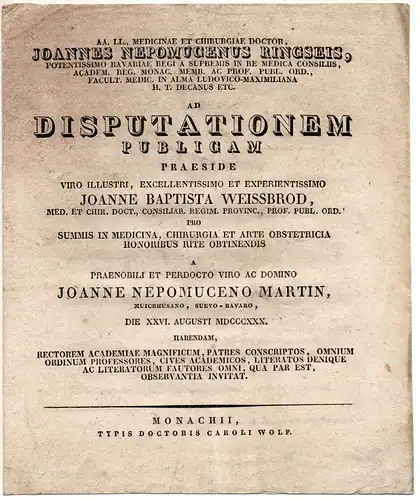 AA. LL., MEDICINAE ET CHIRURGIAE DOCTOR,
JOANNES NEPOMUCENUS RINGSEIS,
POTENTISSIMO BAVARIAE REGI A SUPREMIS IN RE MEDICA CONSILIIS,
ACADEM. REG. MONAC. MEMB. AC PROF. PUBL. ORD.,
FACULT. MEDIC. IN ALMA LUDOVICO-MAXIMILIANA
H. T. DECANUS ETC.
AD
DISPUTATIONEM
PUBLICAM
PRAESIDE
VIRO ILLUSTRI, EXCELLENTISSIMO ET EXPERIENTISSIMO
JOANNE BAPTISTA WEISSBROD,
MED. ET CHIR. DOCT., CONSILIAR. REGIM. PROVINC., PROF. PUBL. ORD.
PRO
SUMMIS IN MEDICINA, CHIRURGIA ET ARTE OBSTETRICIA
HONORIBUS RITE OBTINENDIS
A
PRAENOBILI ET PERDOCTO VIRO AC DOMINO
JOANNE NEPOMUCENO MARTIN,
MUICRHUSANO, SUEVO-BAVARO,
DIE XXVI. AUGUSTI MDCCCXXX.
HABENDAM,
RECTOREM ACADEMIAE MAGNIFICUM, PATRES CONSCRIPTOS, OMNIUM
ORDINUM PROFESSORES, CIVES ACADEMICOS, LITERATOS DENIQUE
AC LITERATORUM FAUTORES OMNI, QUA PAR EST,
OBSERVANTIA INVITAT.
MONACHII,
TYPIS DOCTORIS CAROLI WOLF.